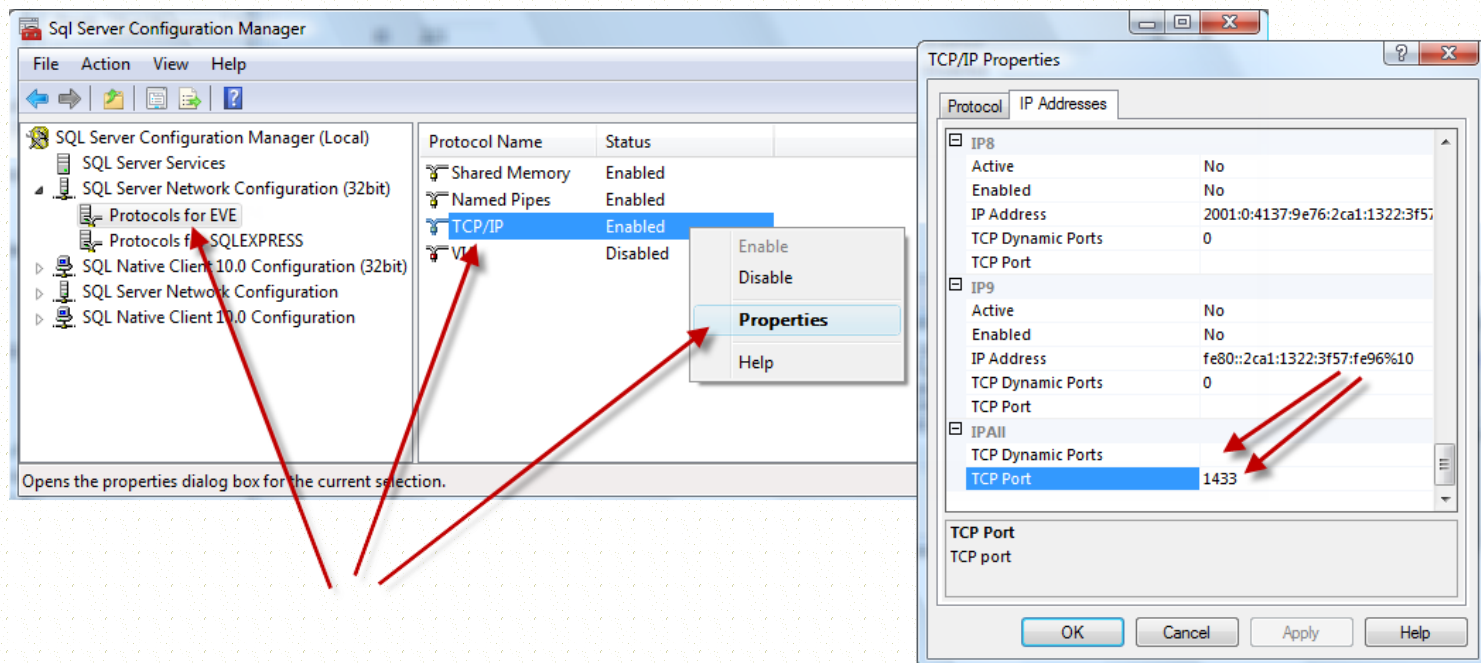 Sql Server Configuration Manager
File Action View Help
SQL Server Configuration Manager (Local)
SQL Server Services
SQL Server Network Configuration (32bit)
Protocols for EVE
Protocols f SQLEXPRESS
SQL Native Client 10.0 Configuration (32bit)
SQL Server Network Configuration
SQL Native Client 10.0 Configuration
Protocol Name Status
Shared Memory Enabled
Named Pipes Enabled
TCP/IP Enabled
Disabled
Enable
Disable
Properties
Help
Opens the properties dialog box for the current selection.
TCP/IP Properties
Protocol IP Addresses
IP8
Active No
Enabled No
IP Address 2001:0:4137:9e76:2ca1:1322:3f57
TCP Dynamic Ports 0
TCP Port
IP9
Active No
Enabled No
IP Address fe80::2ca1:1322:3f57:fe96%10
TCP Dynamic Ports 0
TCP Port
IPAll
TCP Dynamic Ports
TCP Port 1433
TCP Port
TCP port
OK Cancel Apply Help